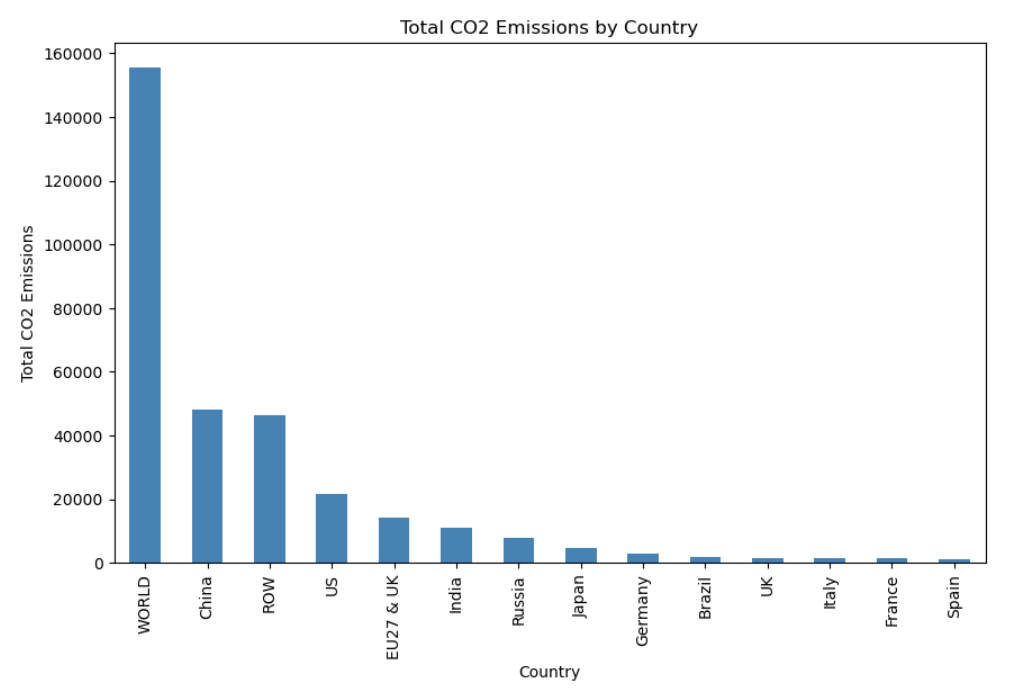 Total CO2 Emissions by Country
Total CO2 Emissions
160000
140000
120000
100000
80000
60000
40000
20000
0
WORLD
China
ROW
US
EU27 & UK
India
Russia
Japan
Germany
Brazil
UK
Italy
France
Spain
Country